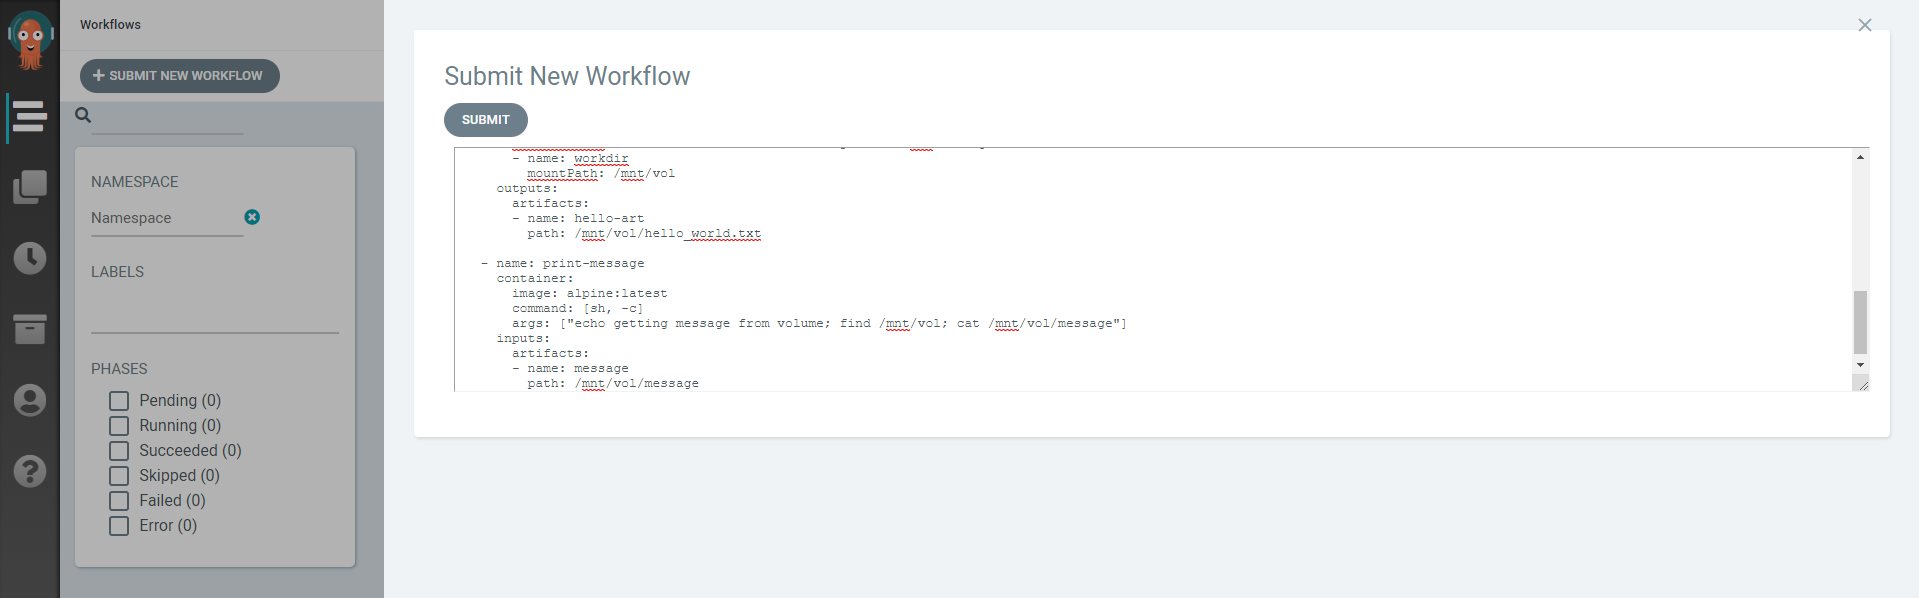 Workflows
SUBMIT NEW WORKFLOW
NAMESPACE
Namespace
LABELS
PHASES
Pending (0)
Running (0)
Succeeded (0)
Skipped (0)
Failed (0)
Error (0)
Submit New Workflow
SUBMIT
- name: workdir
mountPath: /mnt/vol
outputs:
artifacts:
- name: hello-art
path: /mnt/vol/hello_world.txt
- name: print-message
container:
image: alpine:latest
command: [sh, -c]
args: ["echo getting message from volume; find /mnt/vol; cat /mnt/vol/message"]
inputs:
artifacts:
- name: message
path: /mnt/vol/message